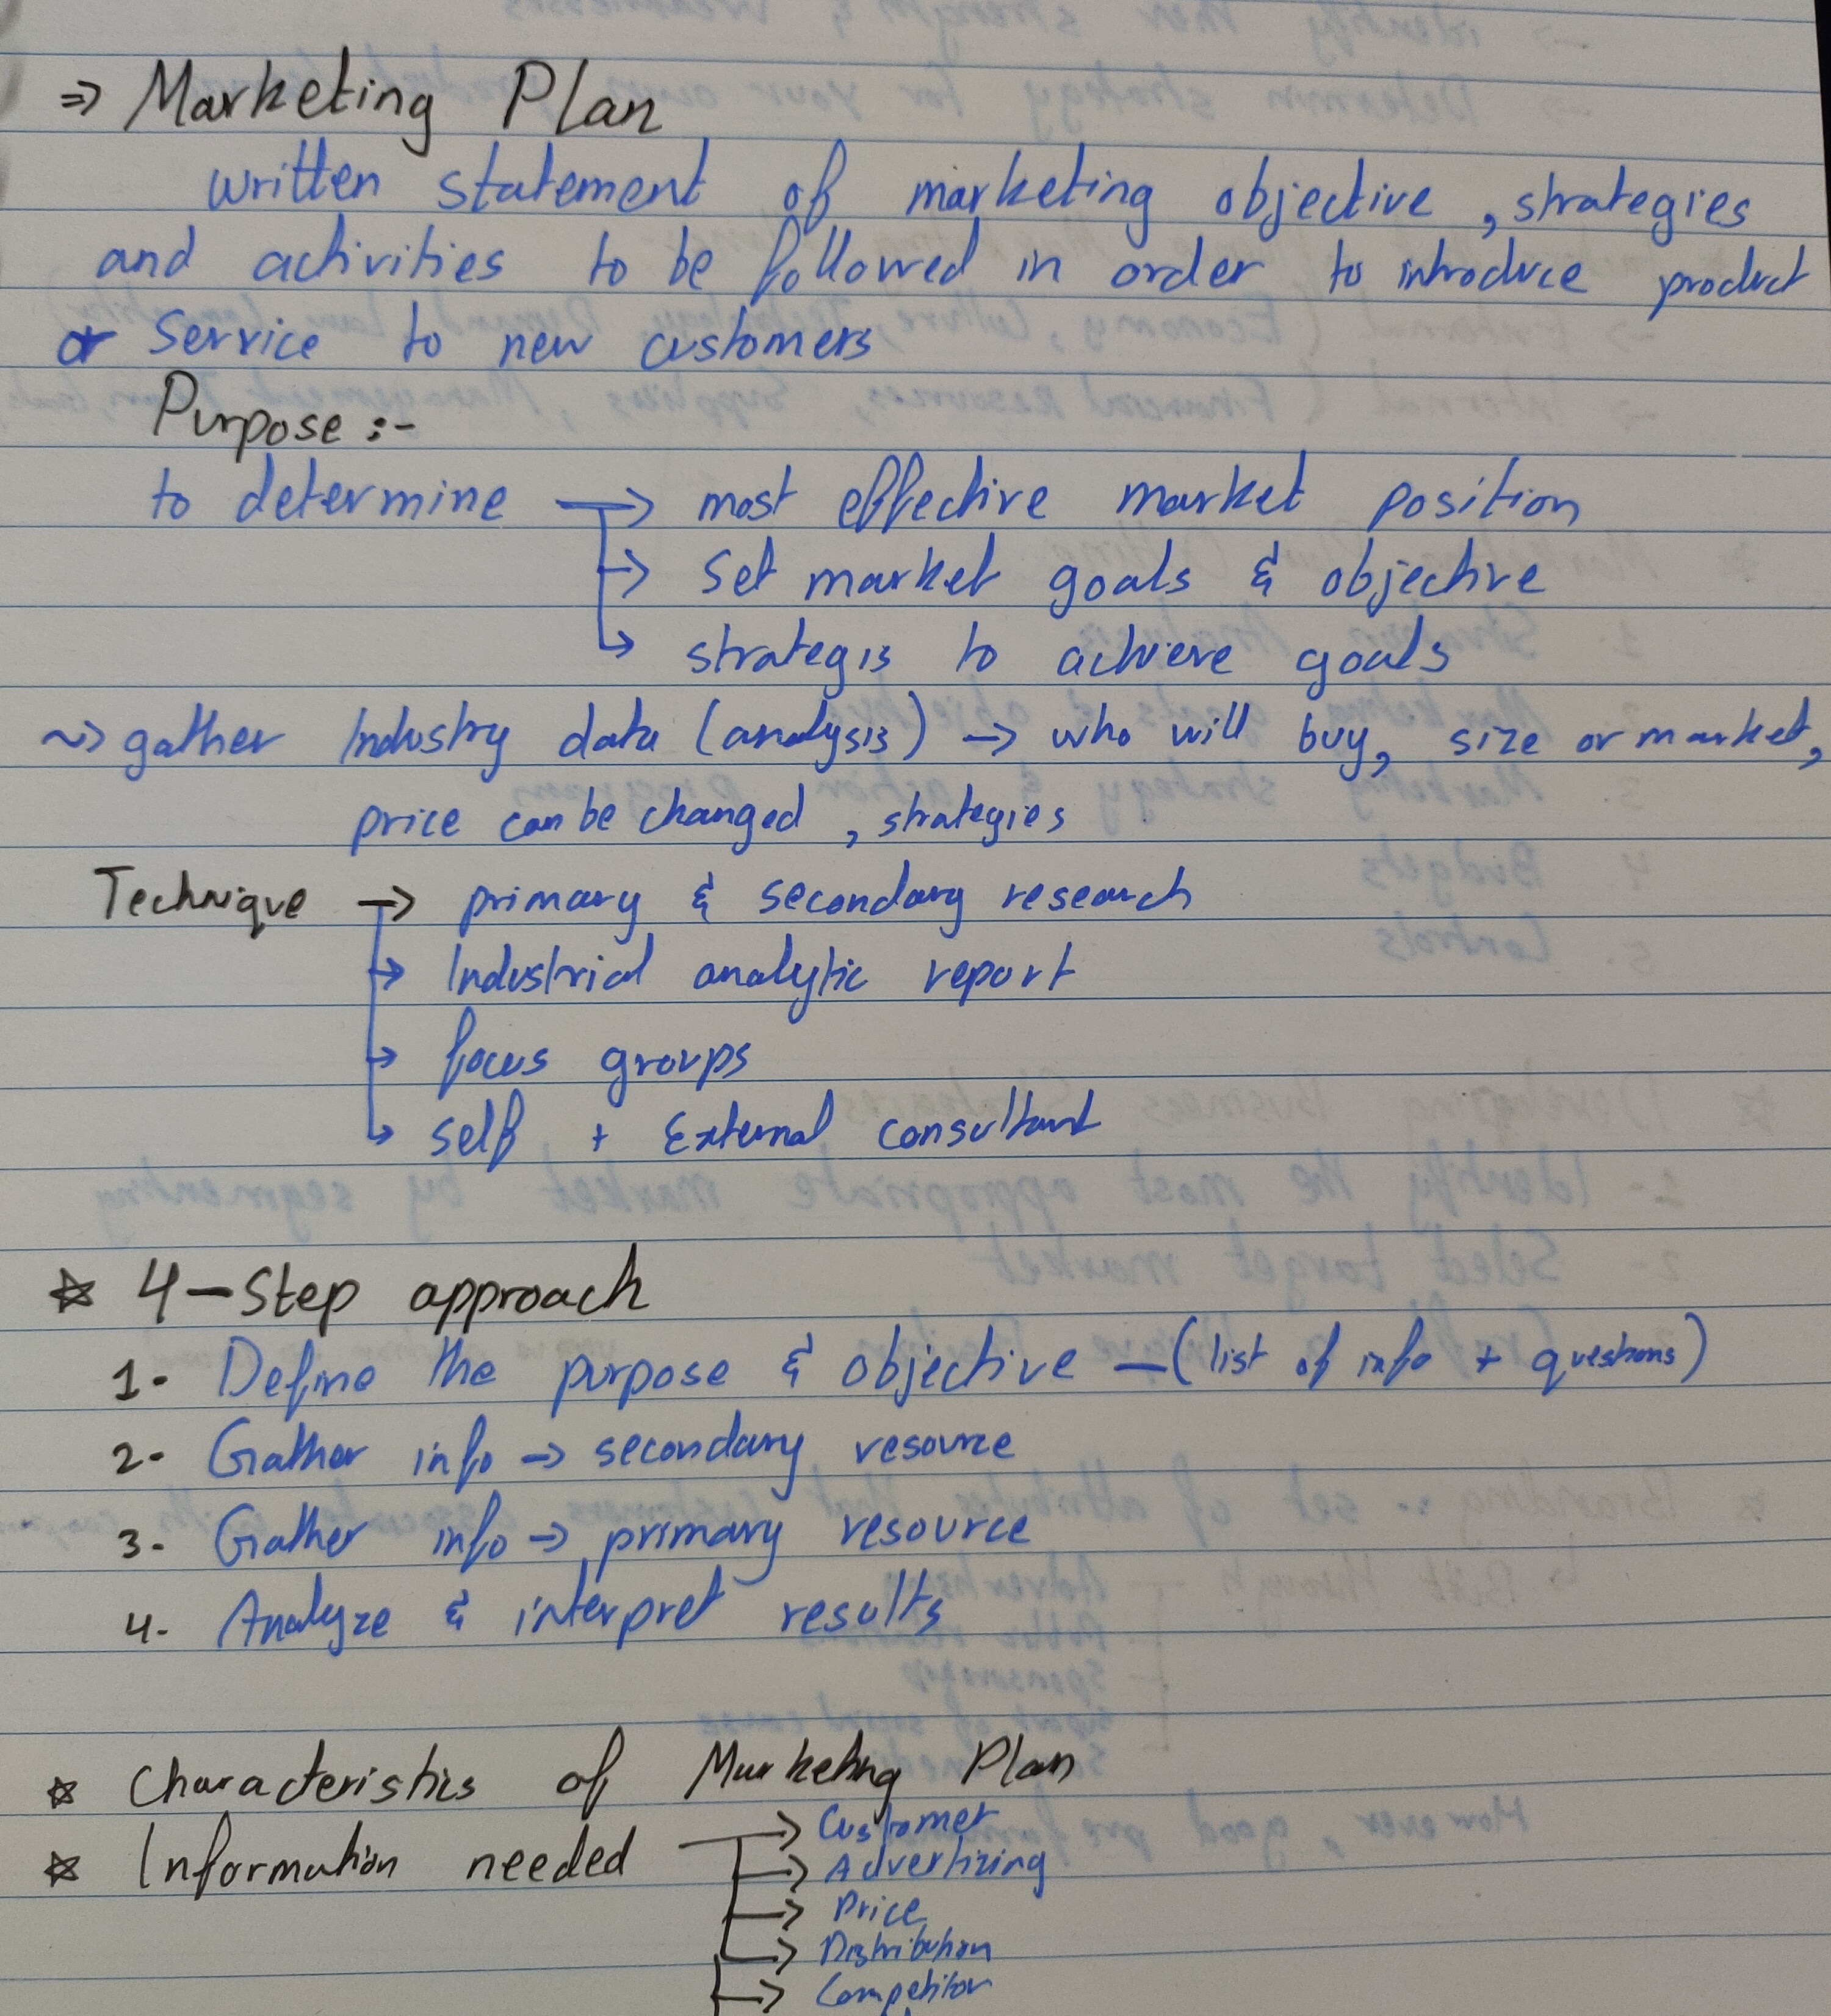 ⇒ Marketing Plan
written statement of marketing objective, strategies
and activities to be followed in order to introduce product
or service to new customers
Purpose :-
to determine → most effective market position
→ Set market goals & objective
↳ strategis to achieve goals
~> gather Industry data (analysis) → who will buy, size or market,
price can be changed, strategies
Technique → primary & secondary research
→ Industrial analytic report
→ focus groups
↳ self + External consultant
☆ 4-Step approach
1- Define the purpose & objective — (list of info + questions)
2- Gather info → secondary resource
3- Gather info → primary resource
4- Analyze & interpret results
☆ Characteristics of Marketing Plan
☆ Information needed → Customer
→ Advertizing
→ Price
→ Distribution
→ Competitor